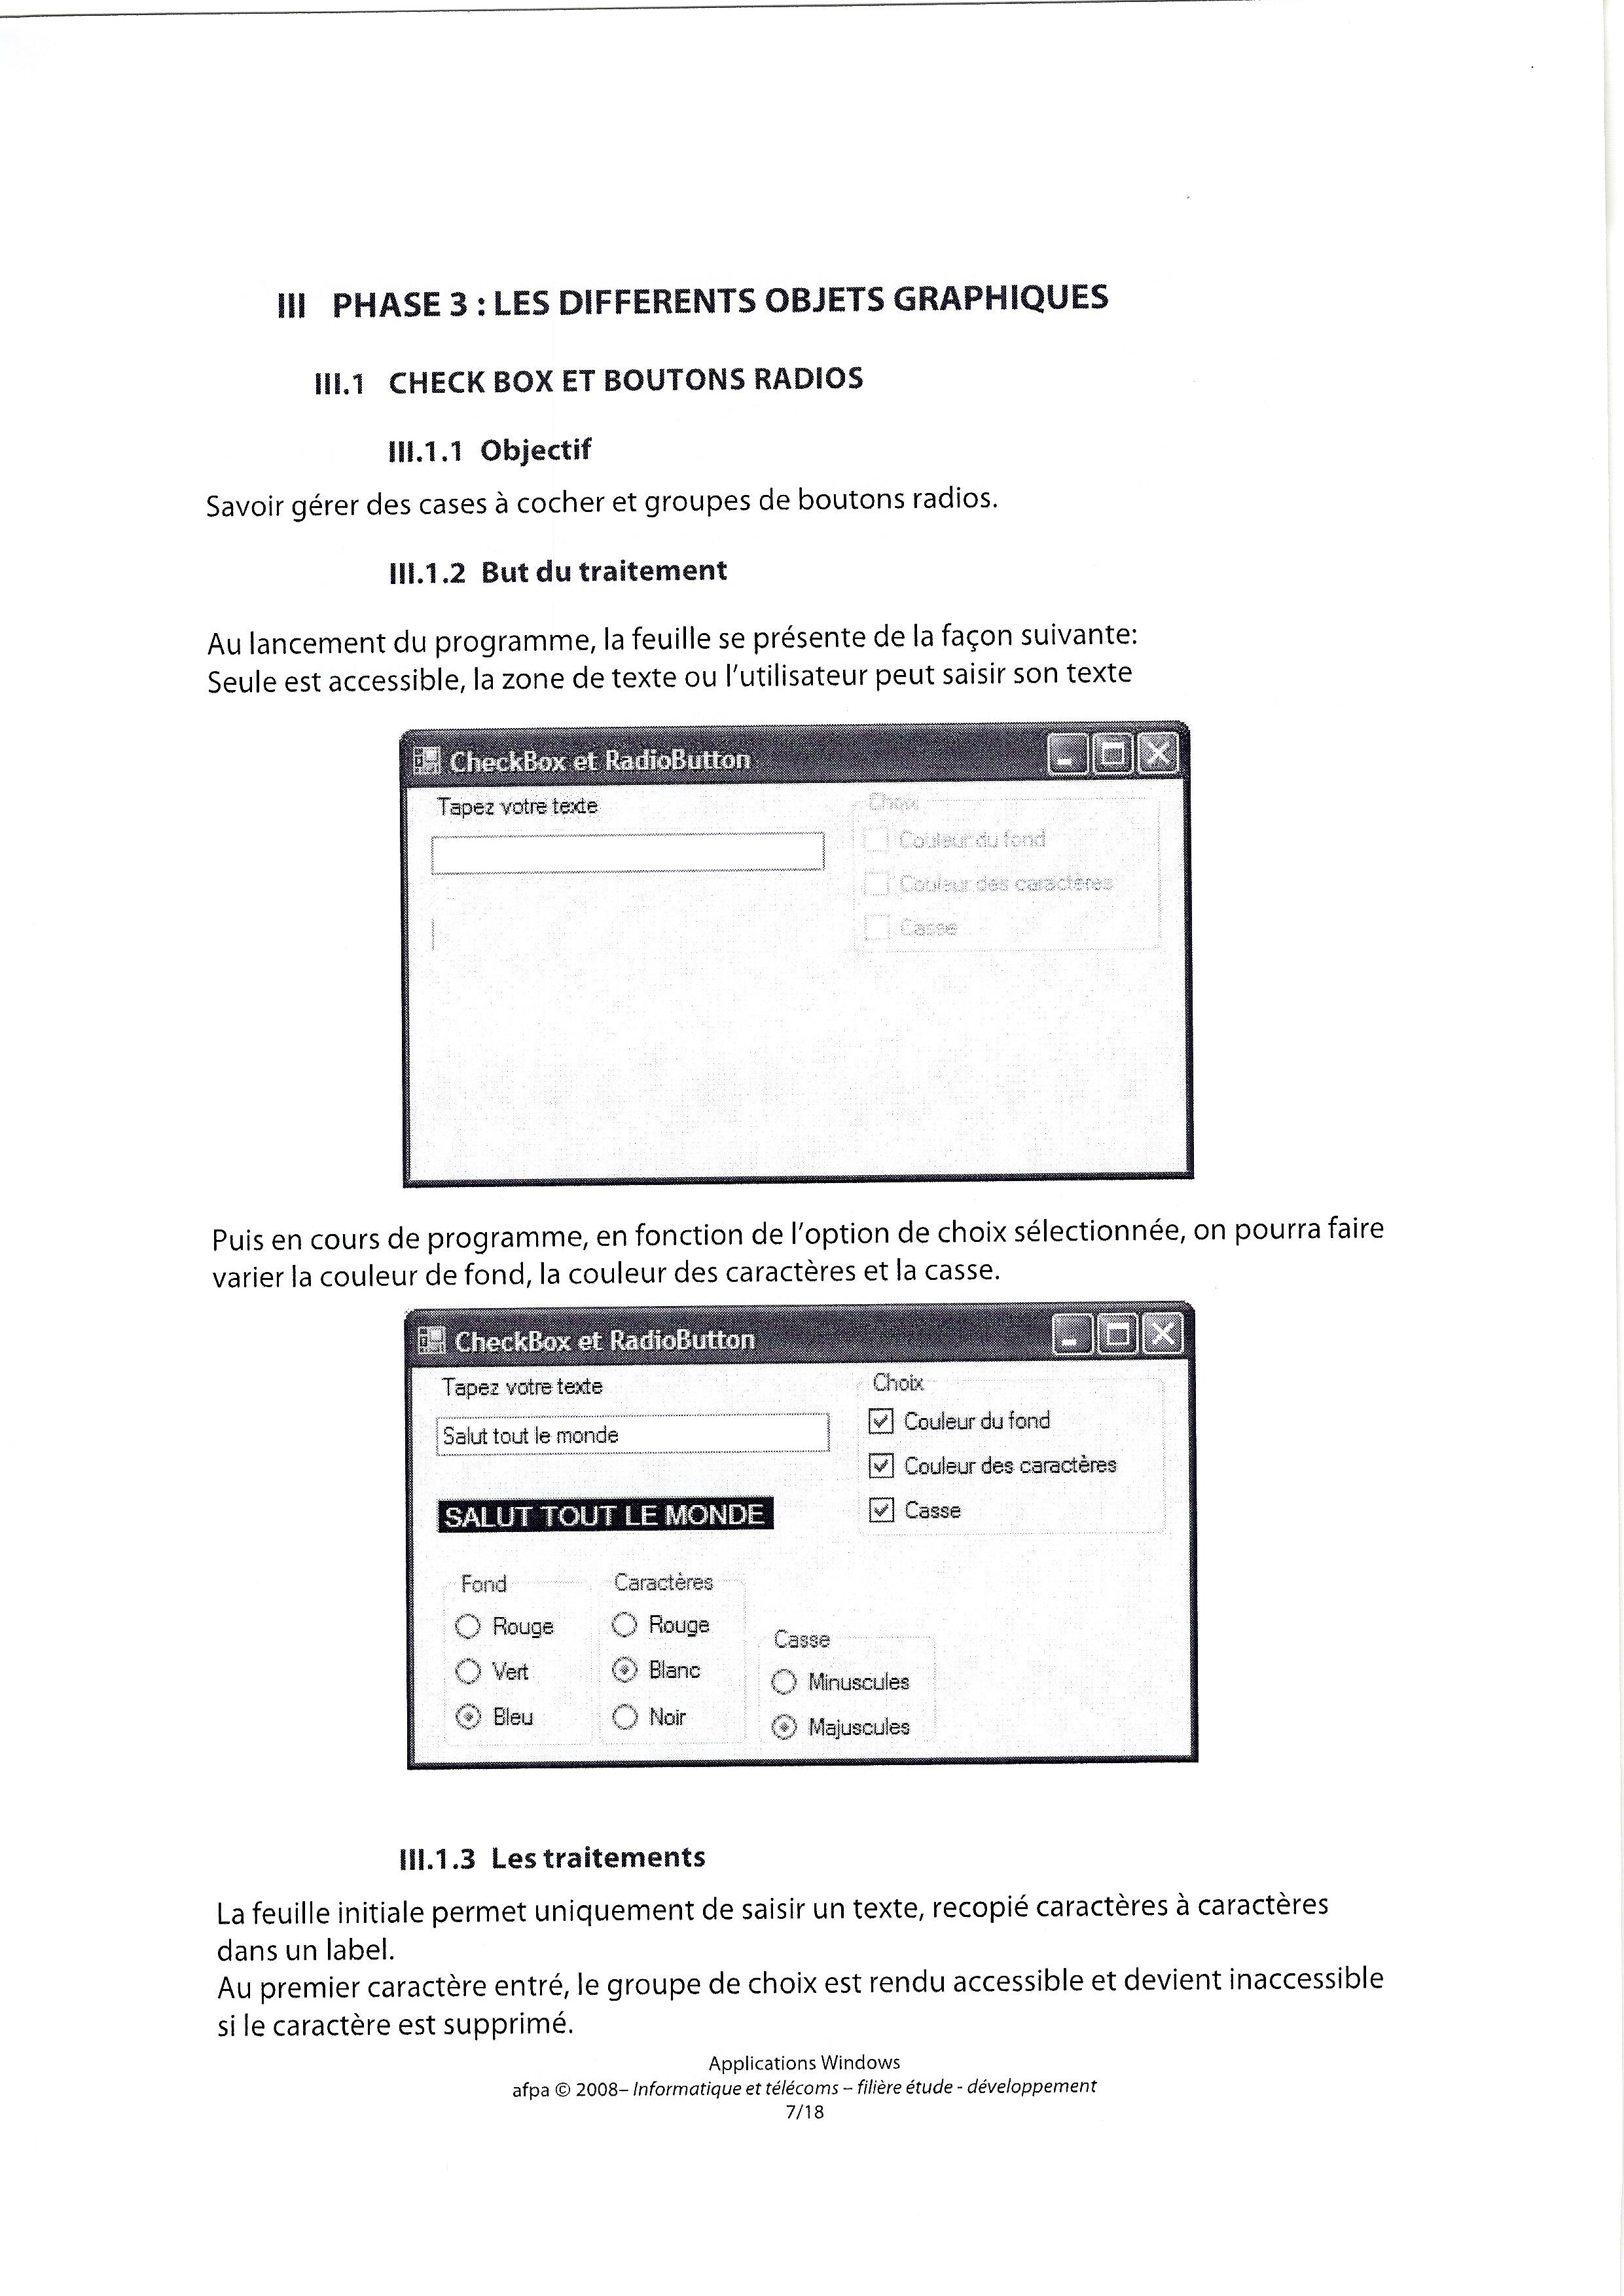 III PHASE 3 : LES DIFFERENTS OBJETS GRAPHIQUES
III.1 CHECK BOX ET BOUTONS RADIOS
III.1.1 Objectif
Savoir gérer des cases à cocher et groupes de boutons radios.
III.1.2 But du traitement
Au lancement du programme, la feuille se présente de la façon suivante:
Seule est accessible, la zone de texte ou l'utilisateur peut saisir son texte
CheckBox et RadioButton
Tapez votre texte
Choix
Couleur du fond
Couleur des caractères
Casse
Puis en cours de programme, en fonction de l'option de choix sélectionnée, on pourra faire
varier la couleur de fond, la couleur des caractères et la casse.
CheckBox et RadioButton
Tapez votre texte
Salut tout le monde
SALUT TOUT LE MONDE
Choix
Couleur du fond
Couleur des caractères
Casse
Fond
Rouge
Vert
Bleu
Caractères
Rouge
Blanc
Noir
Casse
Minuscules
Majuscules
III.1.3 Les traitements
La feuille initiale permet uniquement de saisir un texte, recopié caractères à caractères
dans un label.
Au premier caractère entré, le groupe de choix est rendu accessible et devient inaccessible
si le caractère est supprimé.
Applications Windows
afpa © 2008– Informatique et télécoms – filière étude - développement
7/18